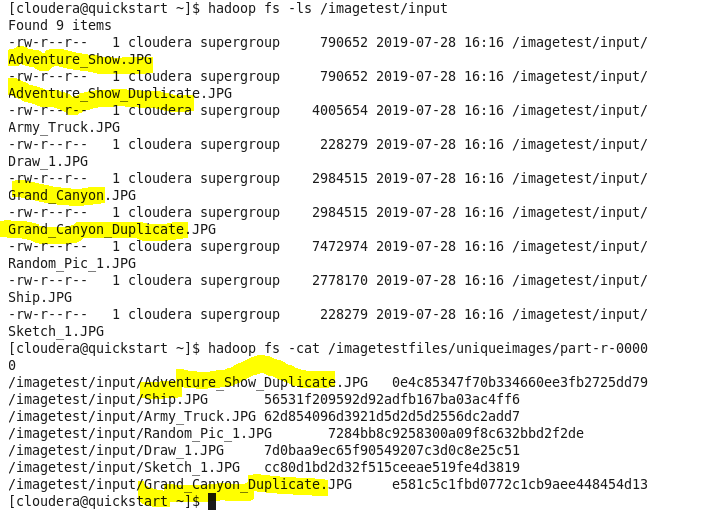 [cloudera@quickstart ~]$ hadoop fs -ls /imagetest/input
Found 9 items
-rw-r--r--   1 cloudera supergroup     790652 2019-07-28 16:16 /imagetest/input/
Adventure_Show.JPG
-rw-r--r--   1 cloudera supergroup     790652 2019-07-28 16:16 /imagetest/input/
Adventure_Show_Duplicate.JPG
-rw-r--r--   1 cloudera supergroup    4005654 2019-07-28 16:16 /imagetest/input/
Army_Truck.JPG
-rw-r--r--   1 cloudera supergroup     228279 2019-07-28 16:16 /imagetest/input/
Draw_1.JPG
-rw-r--r--   1 cloudera supergroup    2984515 2019-07-28 16:16 /imagetest/input/
Grand_Canyon.JPG
-rw-r--r--   1 cloudera supergroup    2984515 2019-07-28 16:16 /imagetest/input/
Grand_Canyon_Duplicate.JPG
-rw-r--r--   1 cloudera supergroup    7472974 2019-07-28 16:16 /imagetest/input/
Random_Pic_1.JPG
-rw-r--r--   1 cloudera supergroup    2778170 2019-07-28 16:16 /imagetest/input/
Ship.JPG
-rw-r--r--   1 cloudera supergroup     228279 2019-07-28 16:16 /imagetest/input/
Sketch_1.JPG
[cloudera@quickstart ~]$ hadoop fs -cat /imagetestfiles/uniqueimages/part-r-0000
0
/imagetest/input/Adventure_Show_Duplicate.JPG   0e4c85347f70b334660ee3fb2725dd79
/imagetest/input/Ship.JPG       56531f209592d92adfb167ba03ac4ff6
/imagetest/input/Army_Truck.JPG 62d854096d3921d5d2d5d2556dc2add7
/imagetest/input/Random_Pic_1.JPG       7284bb8c9258300a09f8c632bbd2f2de
/imagetest/input/Draw_1.JPG     7d0baa9ec65f90549207c3d0c8e25c51
/imagetest/input/Sketch_1.JPG   cc80d1bd2d32f515ceeae519fe4d3819
/imagetest/input/Grand_Canyon_Duplicate.JPG     e581c5c1fbd0772c1cb9aee448454d13
[cloudera@quickstart ~]$